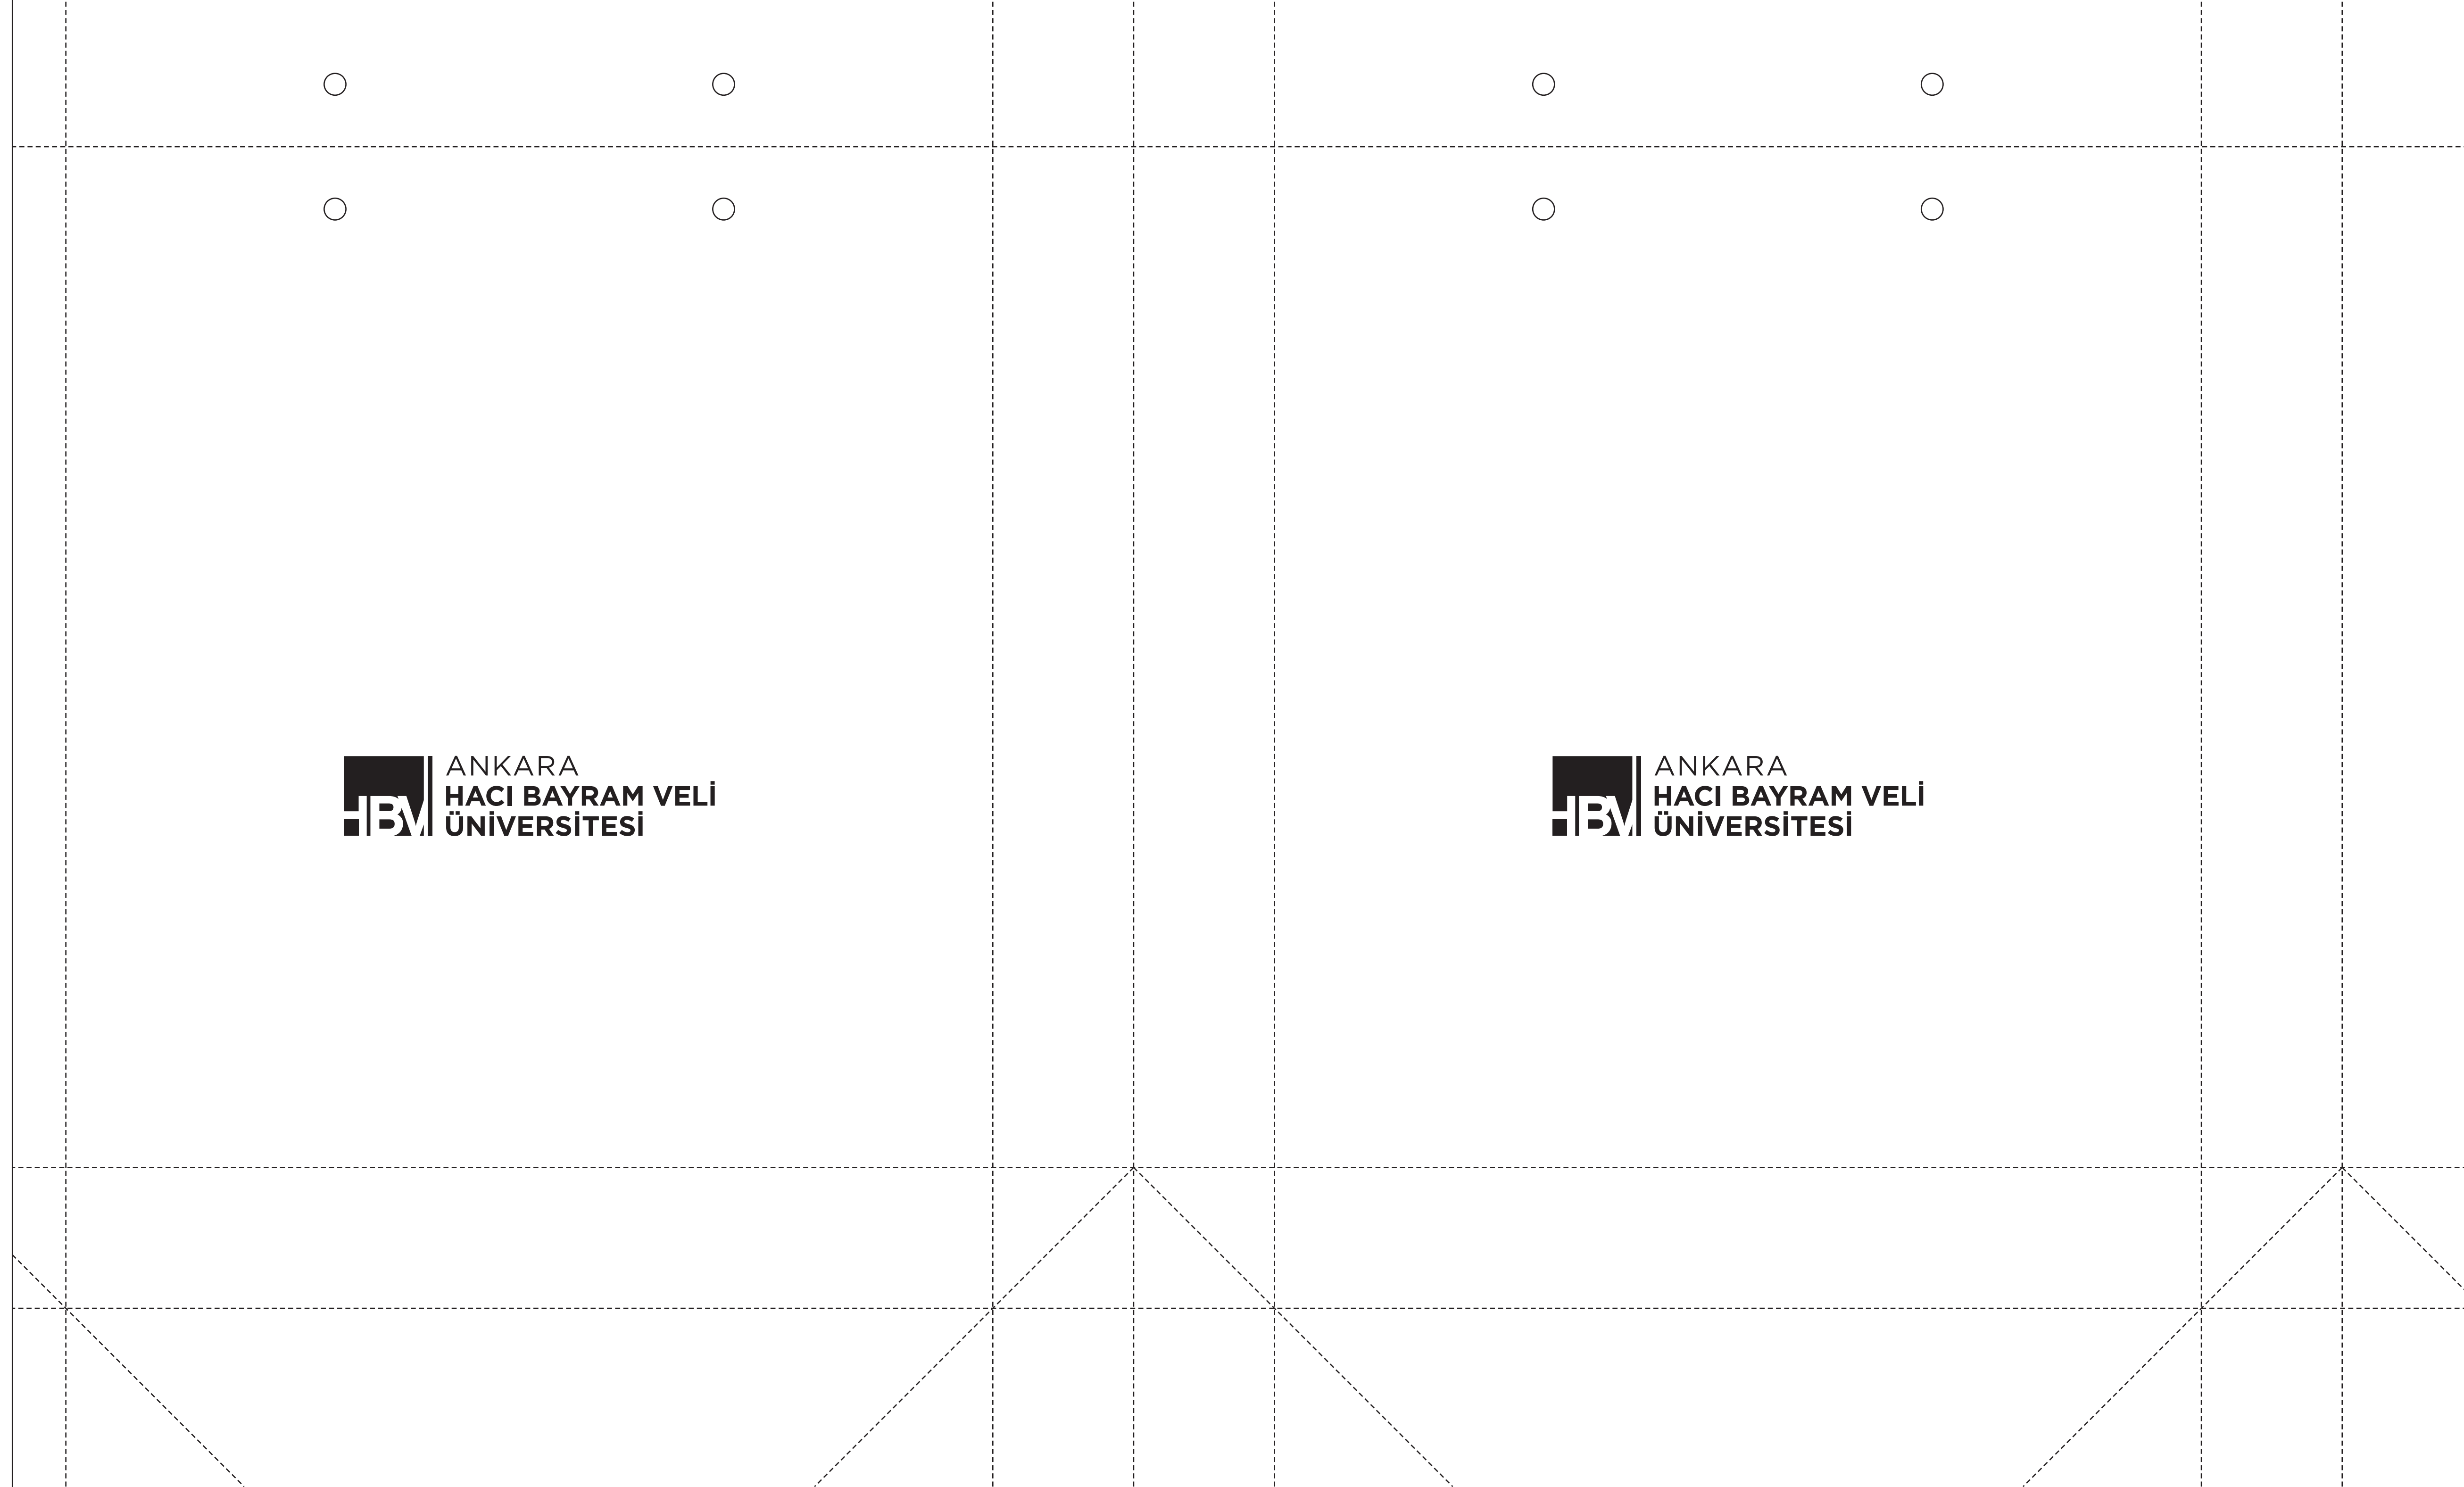 ANKARA
HACI BAYRAM VELİ
ÜNİVERSİTESİ
HBV
ANKARA
HACI BAYRAM VELİ
ÜNİVERSİTESİ
HBV